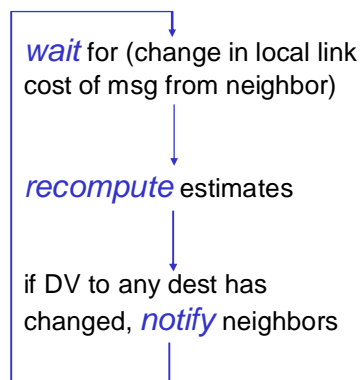 wait for (change in local link
cost of msg from neighbor)
recompute estimates
if DV to any dest has
changed, notify neighbors